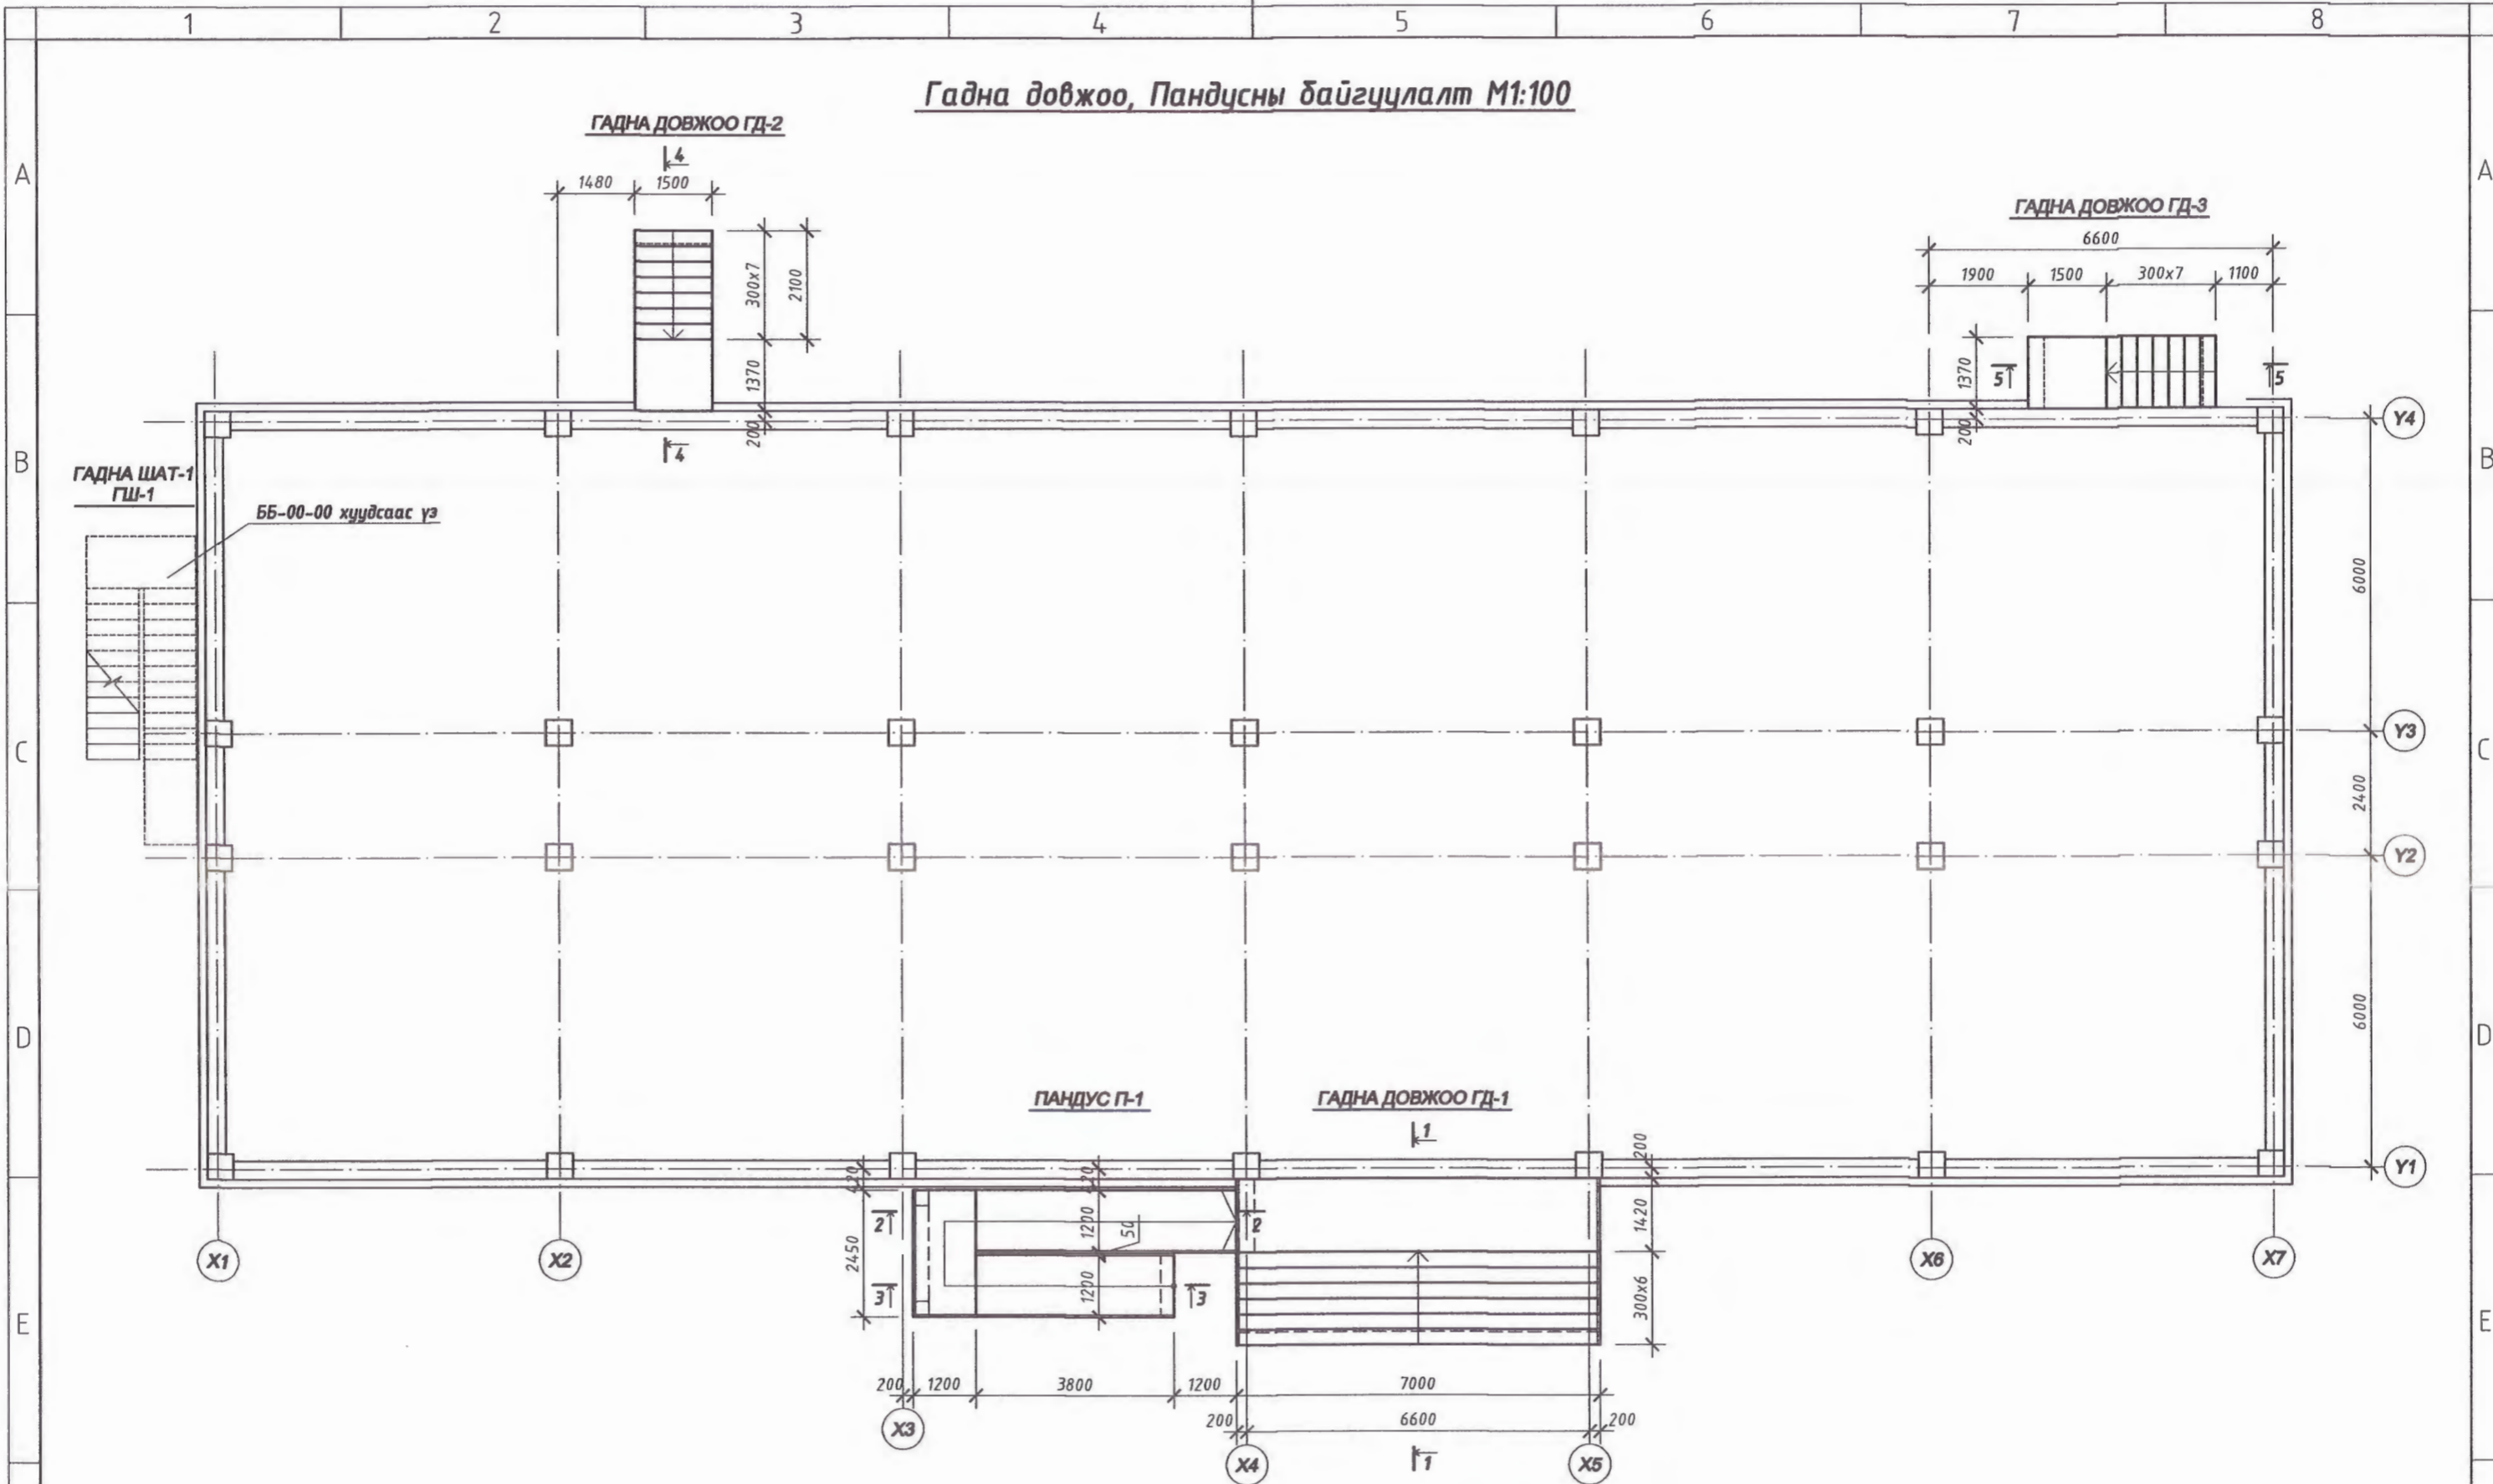 1 2 3 4 5 6 7 8
Гадна довжоо, Пандусны байгуулалт М1:100
ГАДНА ДОВЖОО ГД-2
4
A A
1480 1500
ГАДНА ДОВЖОО ГД-3
6600
1900 1500 300x7 1100
300x7 2100
1370
1370
5 5
200
200
4
Y4
B B
ГАДНА ШАТ-1
ГШ-1
ББ-00-00 хуудсаас үз
6000
Y3
C C
2400
Y2
6000
D D
ПАНДУС П-1
ГАДНА ДОВЖОО ГД-1
1
200
420 420
Y1
2 2
1200 50
1420
2450
X1 X2 X6 X7
3 3
1200
300x6
E E
200 1200 3800 1200 7000
200 6600 200
X3
1
X4 X5